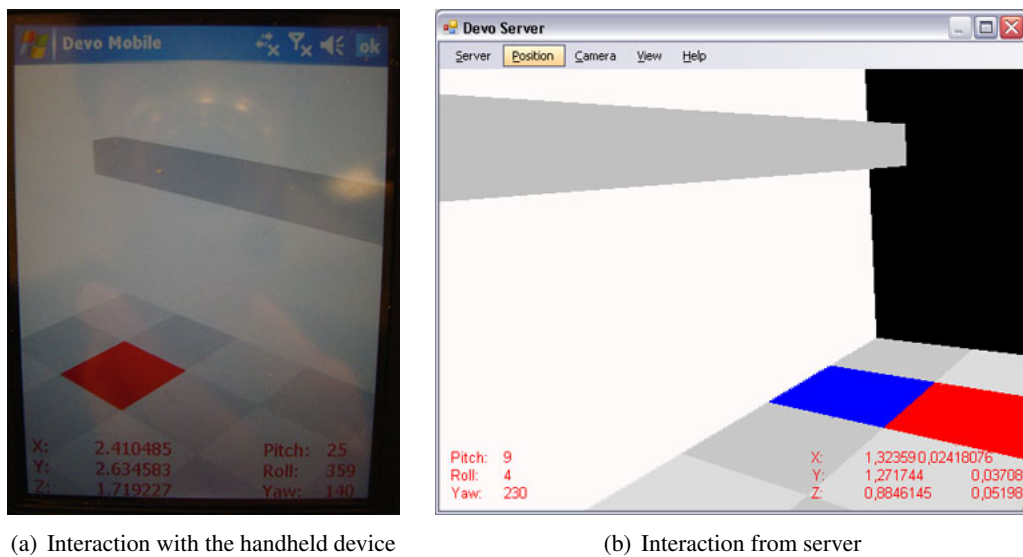 Devo Mobile ok
X: 2.410485 Pitch: 25
Y: 2.634583 Roll: 359
Z: 1.719227 Yaw: 140
(a) Interaction with the handheld device
Devo Server
Server Position Camera View Help
Pitch: 9 X: 1,323590,02418076
Roll: 4 Y: 1,271744 0,03708
Yaw: 230 Z: 0,8846145 0,05198
(b) Interaction from server